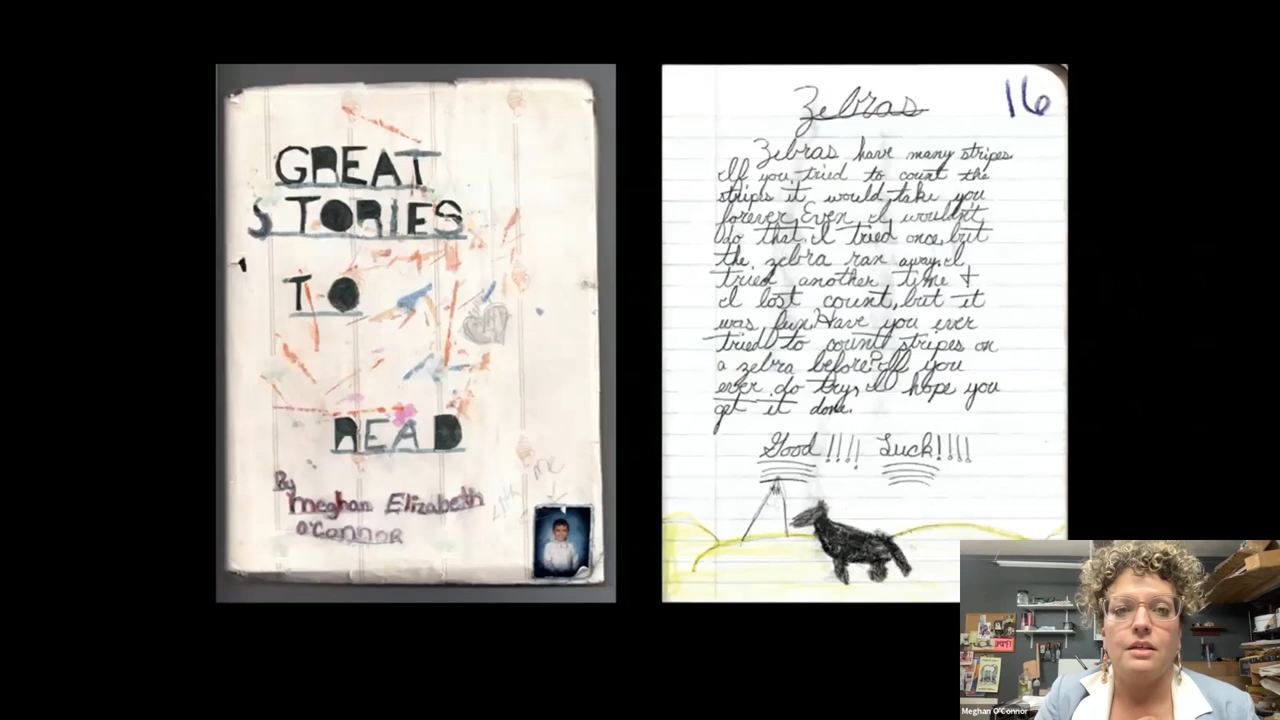 GREAT
STORIES
TO
READ
By
Meghan Elizabeth
O'Connor
4th
ME
Zebras
16
Zebras have many stripes
If you tried to count the
stripes it would take you
forever. Even I wouldn't
do that. I tried once, but
the zebra ran away. I
tried another time &
I lost count, but it
was fun. Have you ever
tried to count stripes on
a zebra before? If you
ever do try, I hope you
get it done.
Good !!!! Luck!!!!
Meghan O'Connor